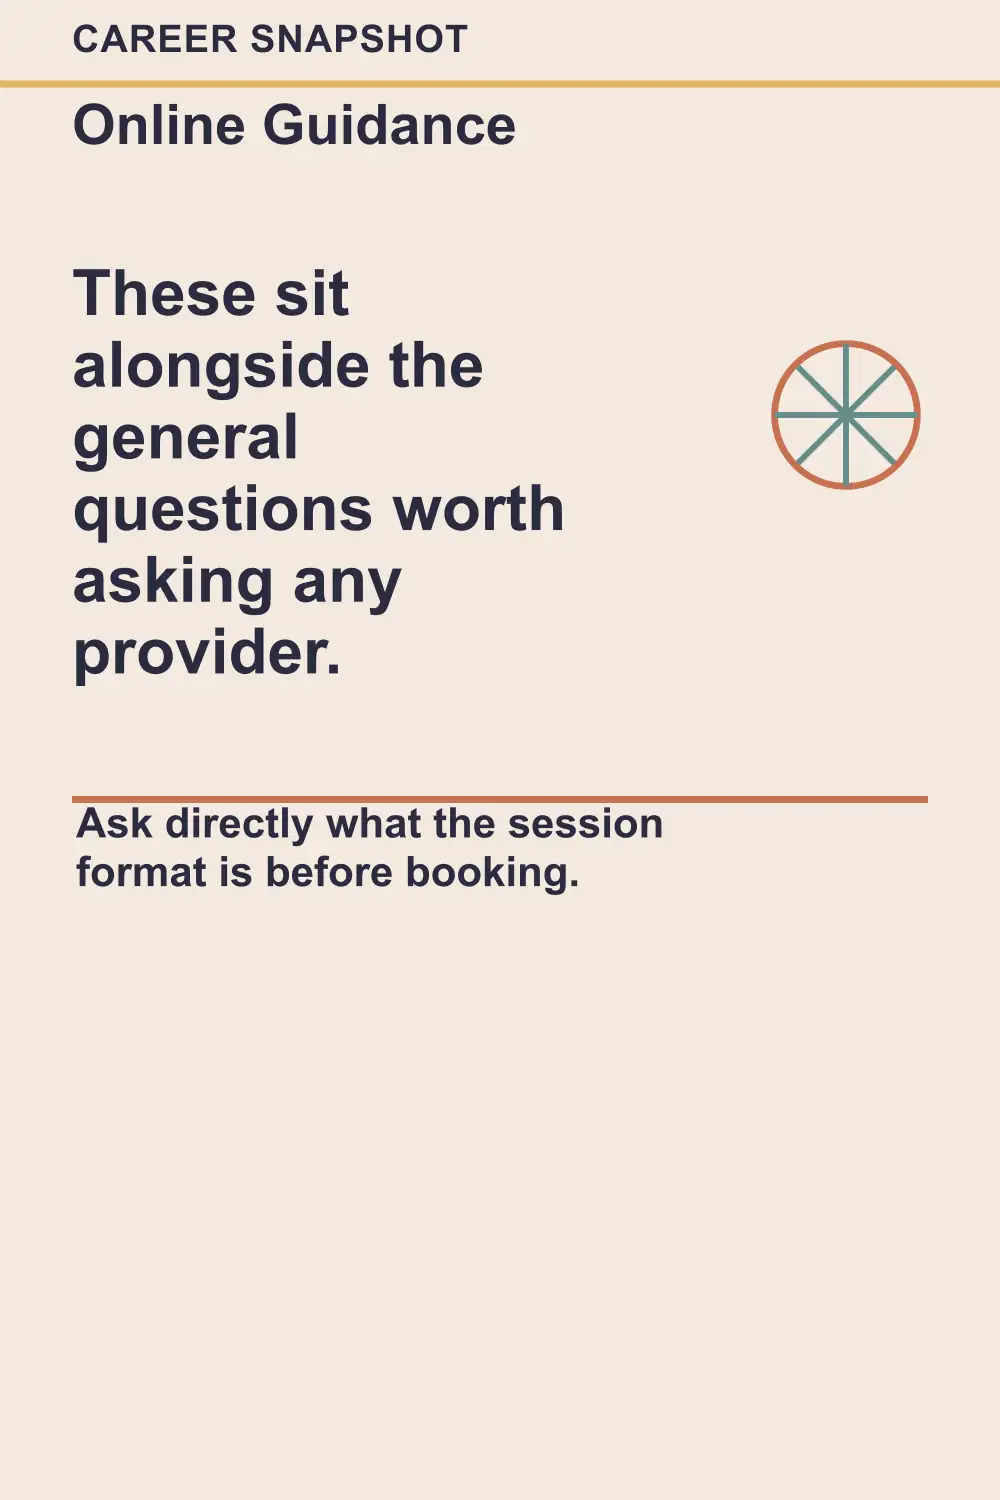 CAREER SNAPSHOT
Online Guidance
These sit
alongside the
general
questions worth
asking any
provider.
Ask directly what the session
format is before booking.